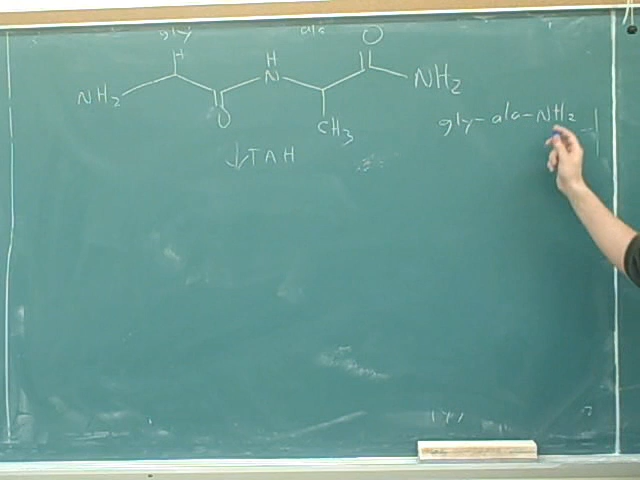 gly ala
H H O
NH2 N NH2
O CH3
gly-ala-NH2
↓ TAH